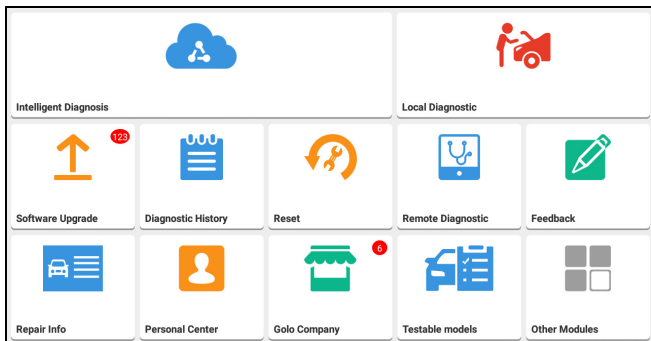 Intelligent Diagnosis
Local Diagnostic
123
Software Upgrade
Diagnostic History
Reset
Remote Diagnostic
Feedback
6
Repair Info
Personal Center
Golo Company
Testable models
Other Modules